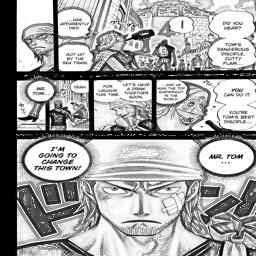 DID YOU
HEAR?
TOM'S
DISCIPLE,
CUTTY
FLAM...
...HAS
APPARENTLY
DIED.
GOT HIT
BY THE
SEA TRAIN.
YOU
CAN DO IT.
YOU'RE
TOM'S BEST
DISCIPLE...
...AND HE
WAS THE TOP
SHIPWRIGHT
IN THE
WORLD.
LET'S HAVE
A DRINK
TOGETHER
SOON.
FOR
LAUGHS
THIS TIME.
YEAH.
MR.
TOM...
MR. TOM
...
I'M
GOING TO
CHANGE
THIS TOWN!